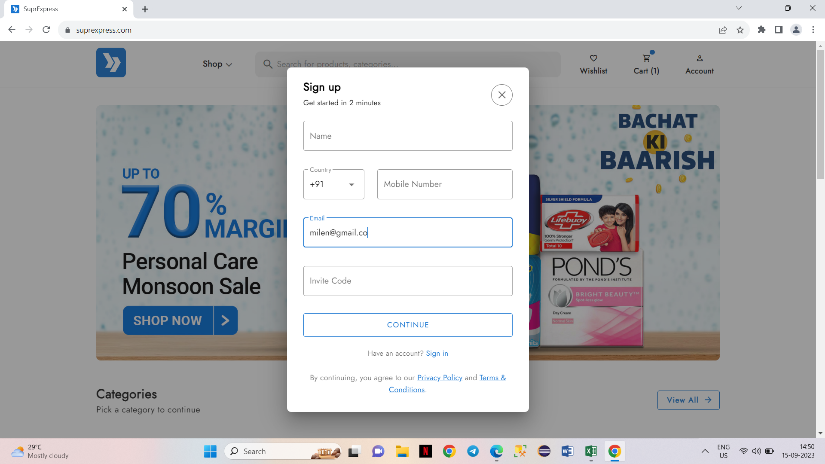 SuprExpress
suprexpress.com
Shop
Search for products, categories..
Wishlist
Cart (1)
Account
Sign up
Get started in 2 minutes
Name
Country
+91
Mobile Number
Email
milen@gmail.co
Invite Code
CONTINUE
Have an account? Sign in
By continuing, you agree to our Privacy Policy and Terms &
Conditions.
UP TO
70%
MARGI
Personal Care
Monsoon Sale
SHOP NOW
BACHAT
KI
BAARISH
Lifebuoy
POND'S
BRIGHT BEAUTY
Day Cream
Categories
Pick a category to continue
View All
29°C
Mostly cloudy
Search
ENG
US
14:50
15-09-2023